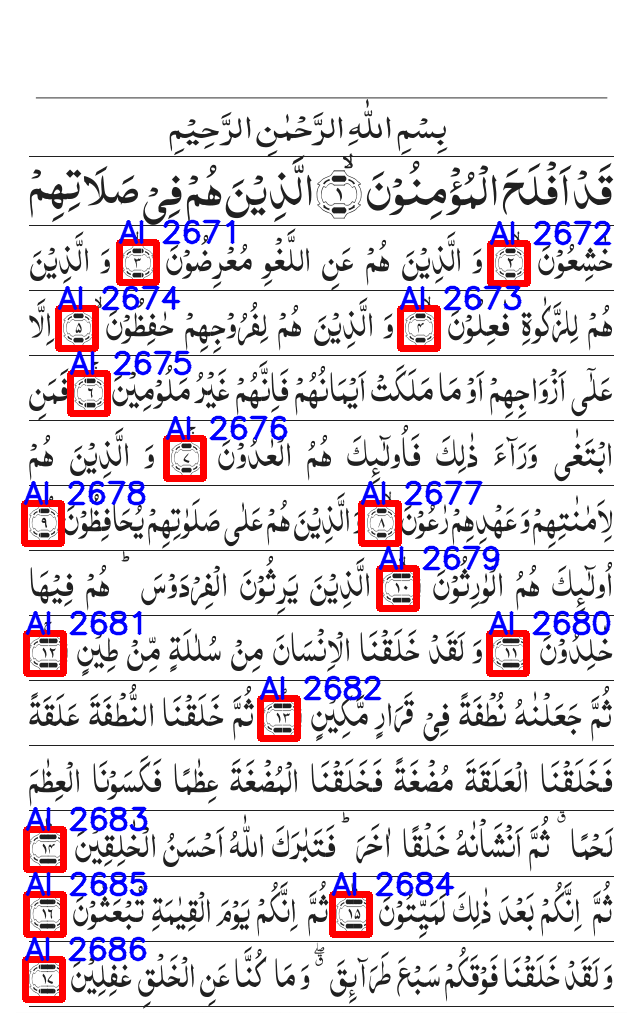 بِسْمِ اللّٰهِ الرَّحْمٰنِ الرَّحِیْمِ
قَدْ اَفْلَحَ الْمُؤْمِنُوْنَ ۙ﴿۱﴾ الَّذِیْنَ هُمْ فِیْ صَلَاتِهِمْ
AI 2671 AI 2672
خٰشِعُوْنَ ۙ﴿۲﴾ وَ الَّذِیْنَ هُمْ عَنِ اللَّغْوِ مُعْرِضُوْنَ ۙ﴿۳﴾ وَ الَّذِیْنَ
AI 2674 AI 2673
هُمْ لِلزَّكٰوةِ فٰعِلُوْنَ ۙ﴿۴﴾ وَ الَّذِیْنَ هُمْ لِفُرُوْجِهِمْ حٰفِظُوْنَ ۙ﴿۵﴾ اِلَّا
AI 2675
عَلٰۤی اَزْوَاجِهِمْ اَوْ مَا مَلَكَتْ اَیْمَانُهُمْ فَاِنَّهُمْ غَیْرُ مَلُوْمِیْنَ ۚ﴿۶﴾ فَمَنِ
AI 2676
ابْتَغٰی وَرَآءَ ذٰلِكَ فَاُولٰٓئِكَ هُمُ الْعٰدُوْنَ ۚ﴿۷﴾ وَ الَّذِیْنَ هُمْ
AI 2678 AI 2677
لِاَمٰنٰتِهِمْ وَ عَهْدِهِمْ رٰعُوْنَ ۙ﴿۸﴾ وَ الَّذِیْنَ هُمْ عَلٰی صَلَوٰتِهِمْ یُحَافِظُوْنَ ۘ﴿۹﴾
AI 2679
اُولٰٓئِكَ هُمُ الْوٰرِثُوْنَ ۙ﴿۱۰﴾ الَّذِیْنَ یَرِثُوْنَ الْفِرْدَوْسَ ؕ هُمْ فِیْهَا
AI 2681 AI 2680
خٰلِدُوْنَ ﴿۱۱﴾ وَ لَقَدْ خَلَقْنَا الْاِنْسَانَ مِنْ سُلٰلَةٍ مِّنْ طِیْنٍ ۚ﴿۱۲﴾
AI 2682
ثُمَّ جَعَلْنٰهُ نُطْفَةً فِیْ قَرَارٍ مَّكِیْنٍ ۪﴿۱۳﴾ ثُمَّ خَلَقْنَا النُّطْفَةَ عَلَقَةً
فَخَلَقْنَا الْعَلَقَةَ مُضْغَةً فَخَلَقْنَا الْمُضْغَةَ عِظٰمًا فَكَسَوْنَا الْعِظٰمَ
AI 2683
لَحْمًا ٭ ثُمَّ اَنْشَاْنٰهُ خَلْقًا اٰخَرَ ؕ فَتَبٰرَكَ اللّٰهُ اَحْسَنُ الْخٰلِقِیْنَ ﴿۱۴﴾
AI 2685 AI 2684
ثُمَّ اِنَّكُمْ بَعْدَ ذٰلِكَ لَمَیِّتُوْنَ ﴿۱۵﴾ ثُمَّ اِنَّكُمْ یَوْمَ الْقِیٰمَةِ تُبْعَثُوْنَ ﴿۱۶﴾
AI 2686
وَ لَقَدْ خَلَقْنَا فَوْقَكُمْ سَبْعَ طَرَآئِقَ ۖ وَ مَا كُنَّا عَنِ الْخَلْقِ غٰفِلِیْنَ ﴿۱۷﴾